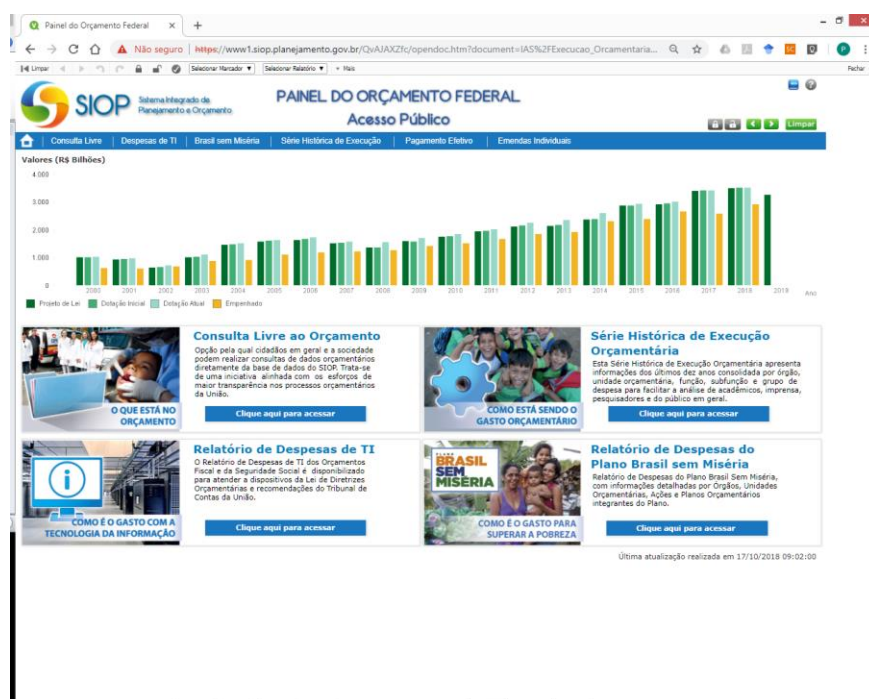 Painel do Orçamento Federal
Não seguro | https://www1.siop.planejamento.gov.br/QvAJAXZfc/opendoc.htm?document=IAS%2FExecucao_Orcamentaria...
Limpar Selecionar Marcador ▼ Selecionar Relatório ▼ + Mais Fechar
SIOP Sistema Integrado de
Planejamento e Orçamento
PAINEL DO ORÇAMENTO FEDERAL
Acesso Público
Limpar
Consulta Livre | Despesas de TI | Brasil sem Miséria | Série Histórica de Execução | Pagamento Efetivo | Emendas Individuais
Valores (R$ Bilhões)
4.000
3.000
2.000
1.000
0
2000 2001 2002 2003 2004 2005 2006 2007 2008 2009 2010 2011 2012 2013 2014 2015 2016 2017 2018 2019 Ano
Projeto de Lei Dotação Inicial Dotação Atual Empenhado
O QUE ESTÁ NO
ORÇAMENTO
Consulta Livre ao Orçamento
Opção pela qual cidadãos em geral e a sociedade
podem realizar consultas de dados orçamentários
diretamente da base de dados do SIOP. Trata-se
de uma iniciativa alinhada com os esforços de
maior transparência nos processos orçamentários
da União.
Clique aqui para acessar
COMO ESTÁ SENDO O
GASTO ORÇAMENTÁRIO
Série Histórica de Execução
Orçamentária
Esta Série Histórica de Execução Orçamentária apresenta
informações dos últimos dez anos consolidada por órgão,
unidade orçamentária, função, subfunção e grupo de
despesa para facilitar a análise de acadêmicos, imprensa,
pesquisadores e do público em geral.
Clique aqui para acessar
COMO É O GASTO COM A
TECNOLOGIA DA INFORMAÇÃO
Relatório de Despesas de TI
O Relatório de Despesas de TI dos Orçamentos
Fiscal e da Seguridade Social é disponibilizado
para atender a dispositivos da Lei de Diretrizes
Orçamentárias e recomendações do Tribunal de
Contas da União.
Clique aqui para acessar
PLANO
BRASIL
SEM
MISÉRIA
COMO É O GASTO PARA
SUPERAR A POBREZA
Relatório de Despesas do
Plano Brasil sem Miséria
Relatório de Despesas do Plano Brasil Sem Miséria,
com informações detalhadas por Orgãos, Unidades
Orçamentárias, Ações e Planos Orçamentários
integrantes do Plano.
Clique aqui para acessar
Última atualização realizada em 17/10/2018 09:02:00